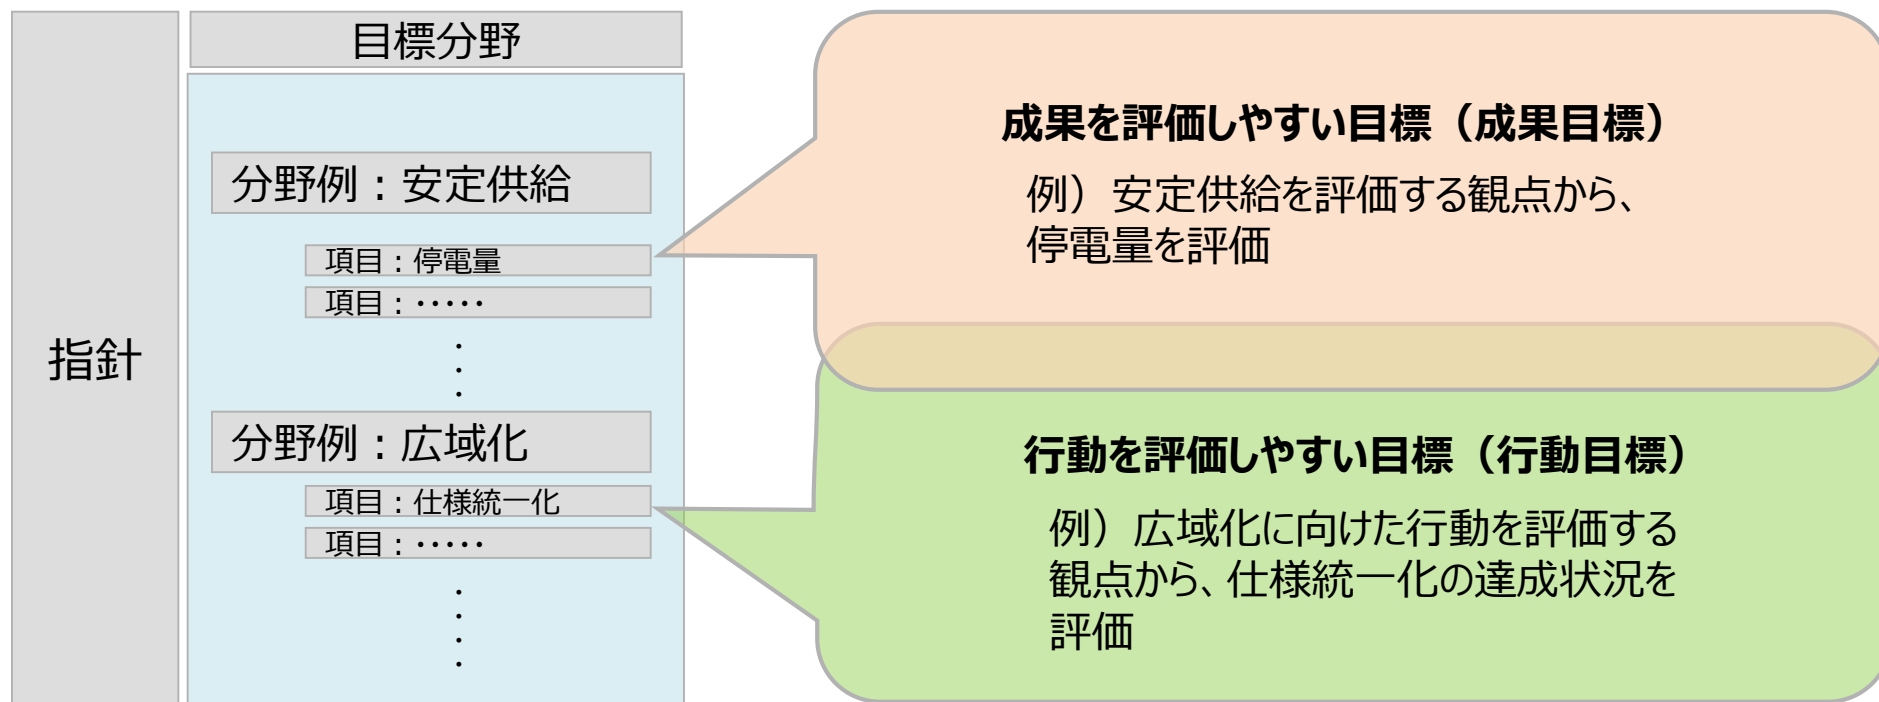 指針
目標分野
分野例：安定供給
項目：停電量
項目：・・・・・
・
・
・
分野例：広域化
項目：仕様統一化
項目：・・・・・
・
・
・
・
成果を評価しやすい目標（成果目標）
例）安定供給を評価する観点から、
停電量を評価
行動を評価しやすい目標（行動目標）
例）広域化に向けた行動を評価する
観点から、仕様統一化の達成状況を
評価